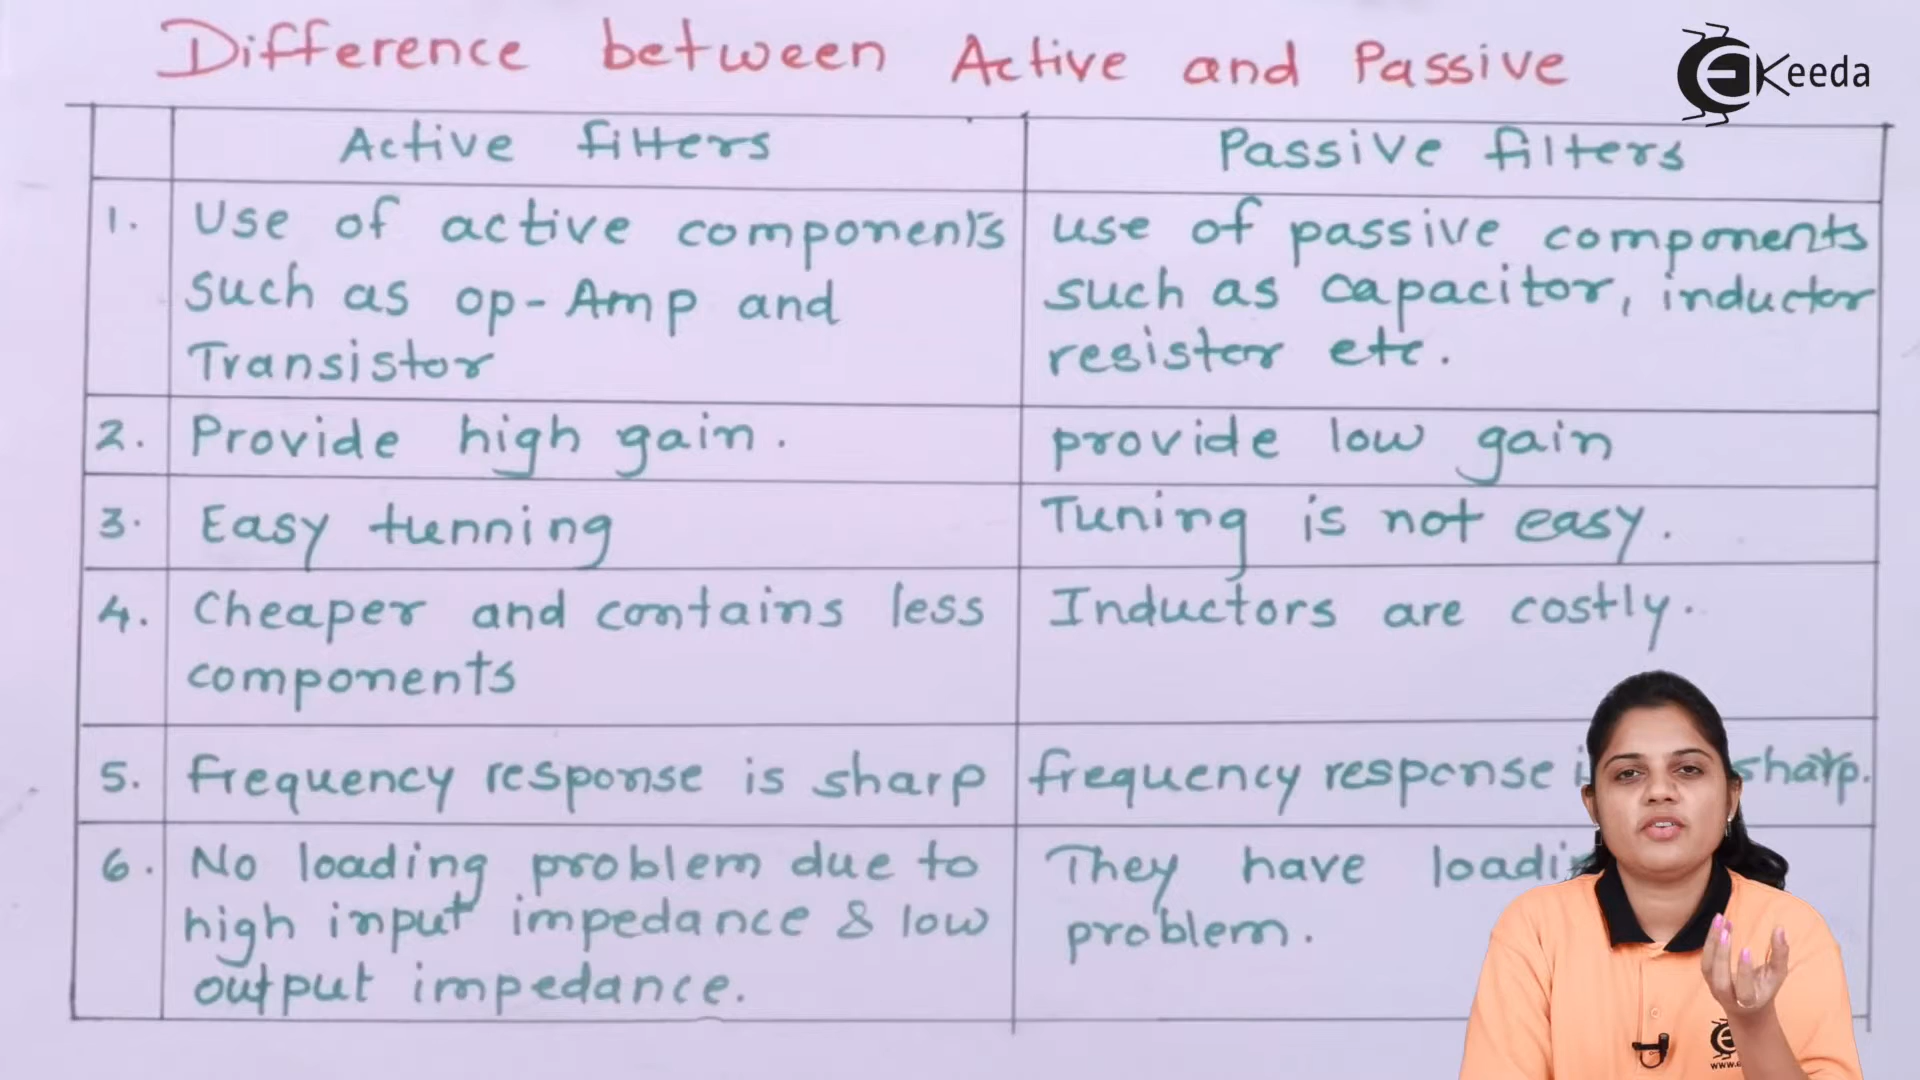 Difference between Active and Passive
EKeeda
Active filters
Passive filters
1.
Use of active components
such as op-Amp and
Transistor
use of passive components
such as capacitor, inductor
resistor etc.
2.
Provide high gain.
provide low gain
3.
Easy tunning
Tuning is not easy.
4.
Cheaper and contains less
components
Inductors are costly.
5.
Frequency response is sharp
frequency response sharp.
6.
No loading problem due to
high input impedance & low
output impedance.
They have
problem.